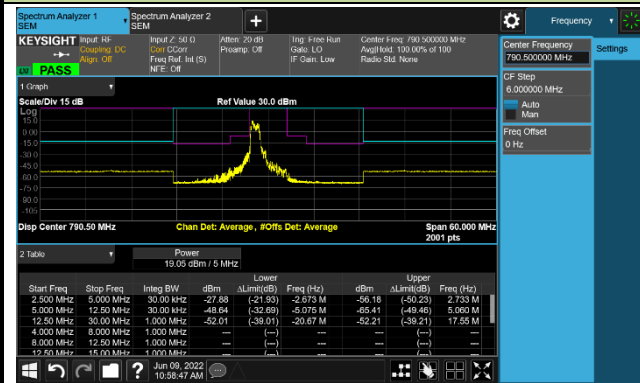 Spectrum Analyzer 1
SEM
Spectrum Analyzer 2
SEM
+
Frequency
KEYSIGHT
Input: RF
Coupling: DC
Align: Off
Input Z: 50 Ω
Corr CCorr
Freq Ref: Int (S)
NFE: Off
Atten: 20 dB
Preamp: Off
Trig: Free Run
Gate: LO
IF Gain: Low
Center Freq: 790.500000 MHz
Avg|Hold: 100.00% of 100
Radio Std: None
PASS
Center Frequency
790.500000 MHz
Settings
CF Step
6.000000 MHz
Auto
Man
Freq Offset
0 Hz
1 Graph
Scale/Div 15 dB
Ref Value 30.0 dBm
Log
15.0
0.00
-15.0
-30.0
-45.0
-60.0
-75.0
-90.0
-105
Disp Center 790.50 MHz
Chan Det: Average, #Offs Det: Average
Span 60.000 MHz
2001 pts
2 Table
Power
19.05 dBm / 5 MHz
Lower
Upper
Start Freq Stop Freq Integ BW dBm ΔLimit(dB) Freq (Hz) dBm ΔLimit(dB) Freq (Hz)
2.500 MHz 5.000 MHz 30.00 kHz -27.88 (-21.93) -2.673 M -56.18 (-50.23) 2.733 M
5.000 MHz 12.50 MHz 30.00 kHz -48.64 (-32.69) -5.075 M -65.41 (-49.46) 5.060 M
12.50 MHz 30.00 MHz 1.000 MHz -52.01 (-39.01) -20.67 M -52.21 (-39.21) 17.55 M
4.000 MHz 8.000 MHz 1.000 MHz --- (---) --- --- (---) ---
8.000 MHz 12.50 MHz 1.000 MHz --- (---) --- --- (---) ---
12.50 MHz 15.00 MHz 1.000 MHz --- (---) --- --- (---) ---
?
Jun 09, 2022
10:58:47 AM